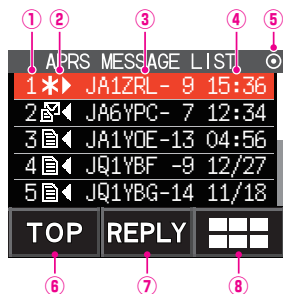 ① ② ③ ④ ⑤
APRS MESSAGE LIST
1 JA1ZRL- 9 15:36
2 JA6YPC- 7 12:34
3 JA1YOE-13 04:56
4 JQ1YBF -9 12/27
5 JQ1YBG-14 11/18
TOP REPLY
⑥ ⑦ ⑧